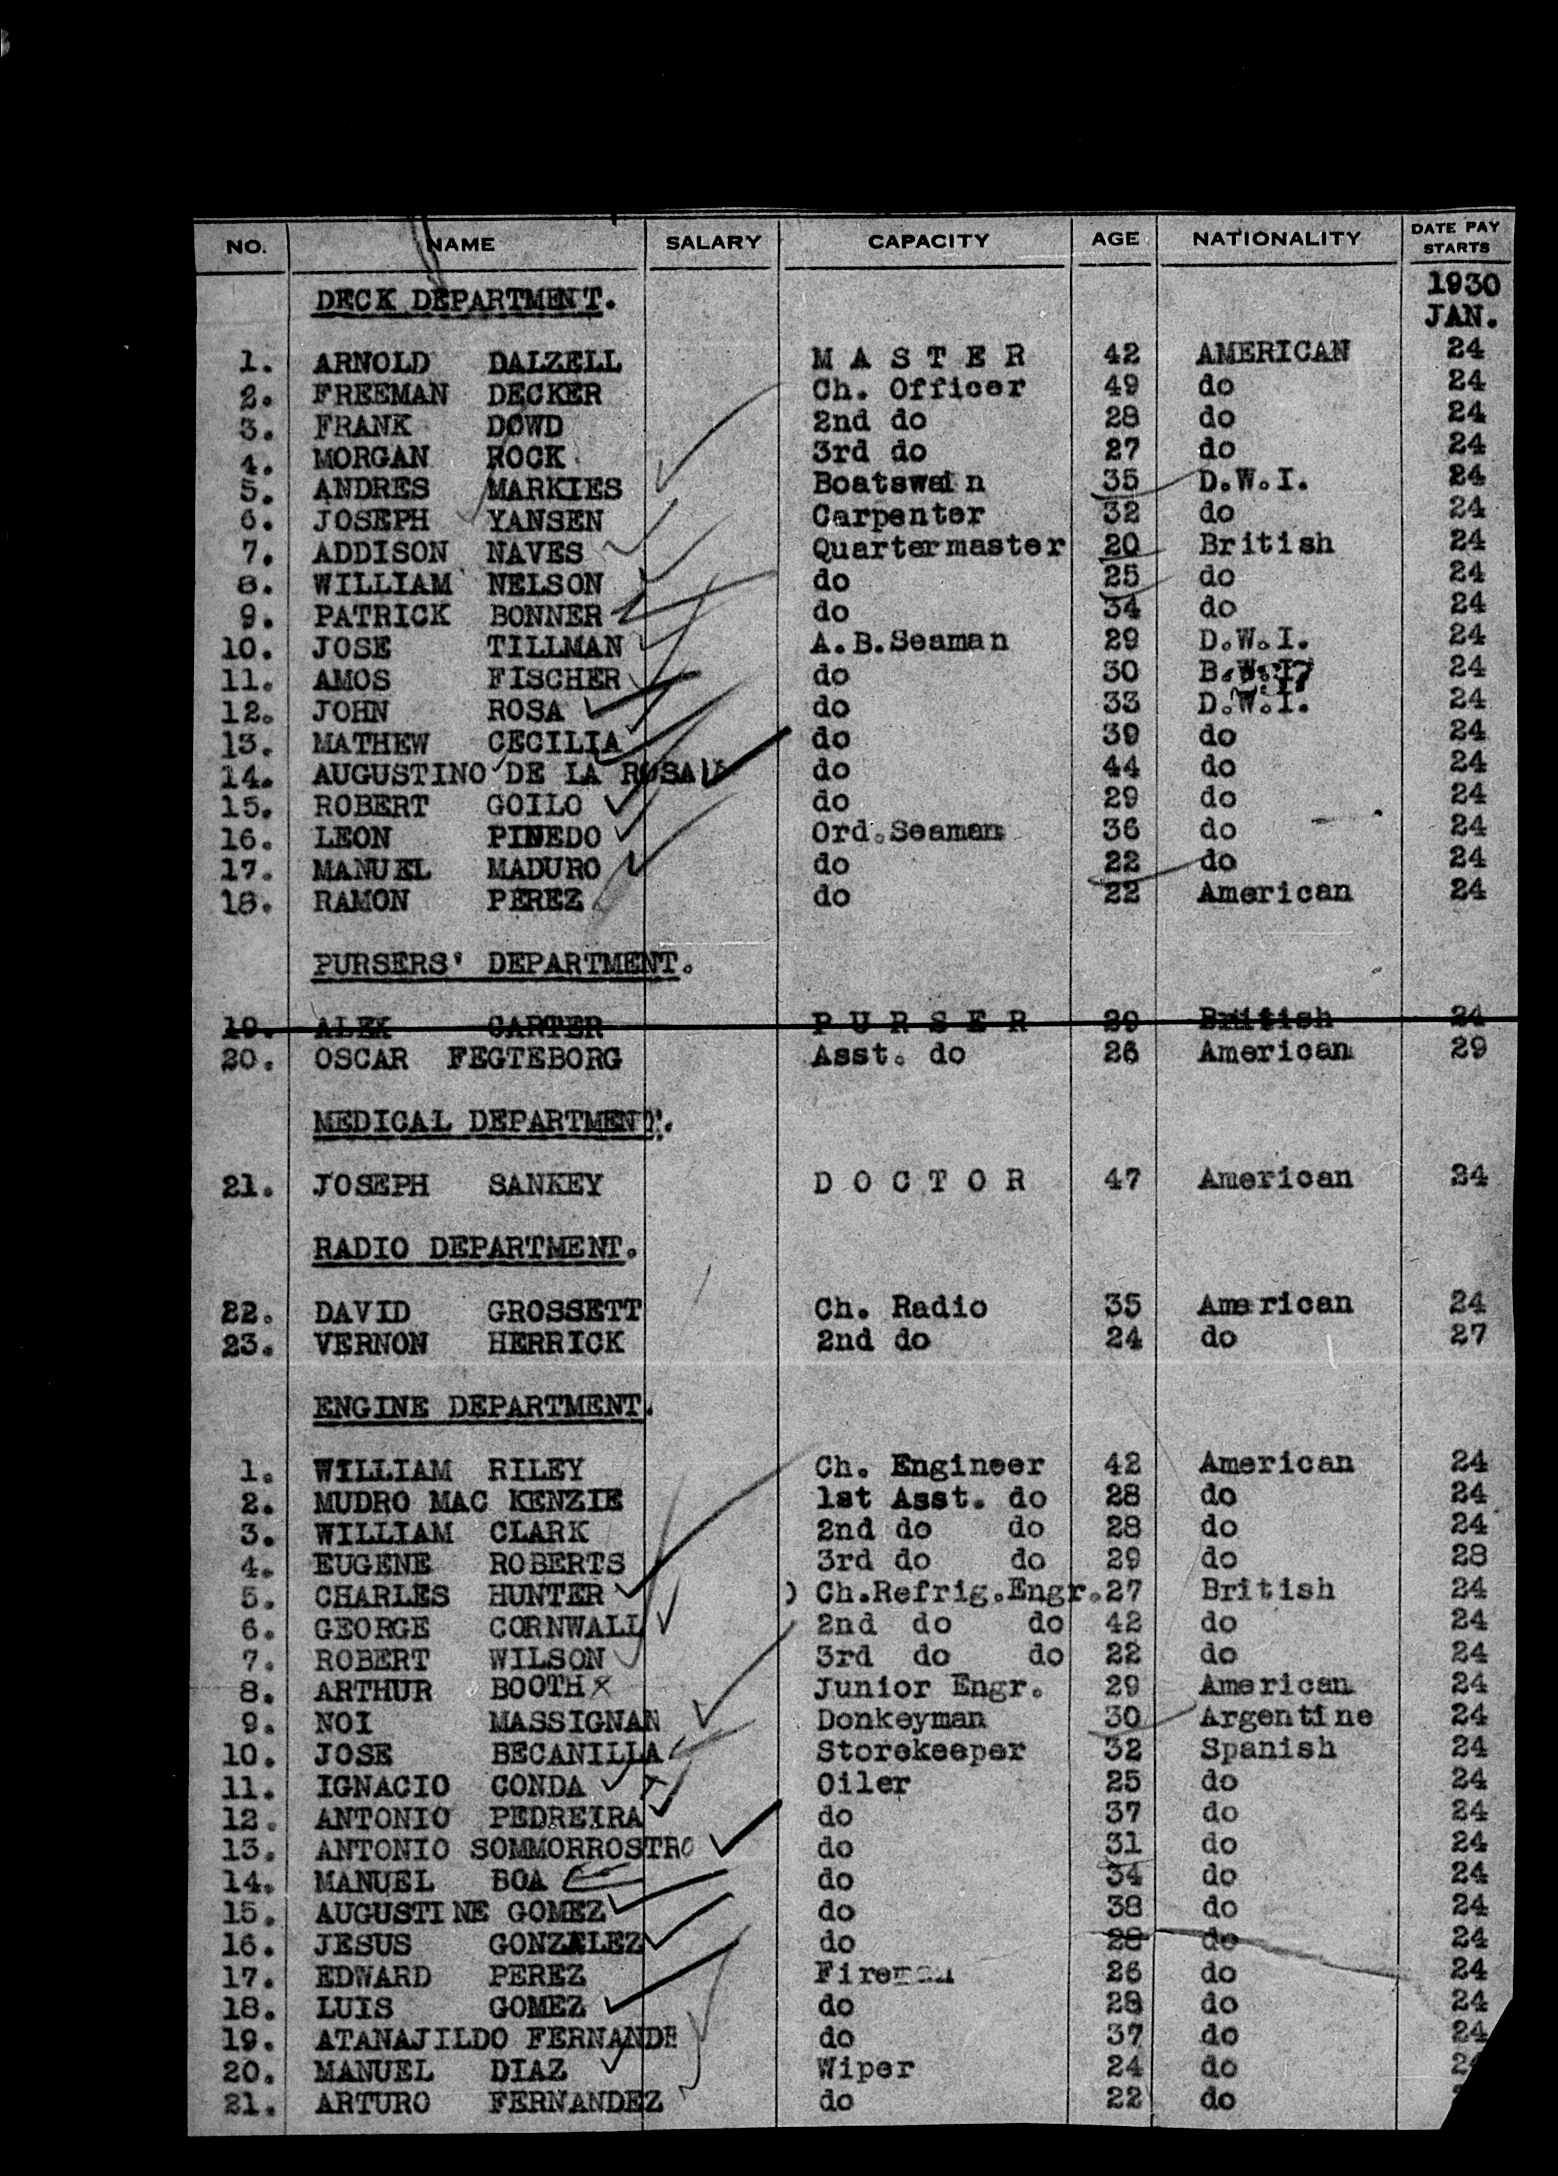 NO. NAME SALARY CAPACITY AGE NATIONALITY DATE PAY STARTS
DECK DEPARTMENT. 1930
JAN.
1. ARNOLD DALZELL M A S T E R 42 AMERICAN 24
2. FREEMAN DECKER Ch. Officer 49 do 24
3. FRANK DOWD 2nd do 28 do 24
4. MORGAN ROCK 3rd do 27 do 24
5. ANDRES MARKIES Boatswain 35 D.W.I. 24
6. JOSEPH YANSEN Carpenter 32 do 24
7. ADDISON NAVES Quartermaster 20 British 24
8. WILLIAM NELSON do 25 do 24
9. PATRICK BONNER do 34 do 24
10. JOSE TILLMAN A.B.Seaman 29 D.W.I. 24
11. AMOS FISCHER do 30 B.W.I. 24
12. JOHN ROSA do 33 D.W.I. 24
13. MATHEW CECILIA do 39 do 24
14. AUGUSTINO DE LA ROSA do 44 do 24
15. ROBERT GOILO do 29 do 24
16. LEON PINEDO Ord.Seaman 36 do 24
17. MANUEL MADURO do 22 do 24
18. RAMON PEREZ do 22 American 24
PURSERS' DEPARTMENT.
19. ALEX CARTER P U R S E R 29 British 24
20. OSCAR FEGTEBORG Asst. do 26 American 29
MEDICAL DEPARTMENT.
21. JOSEPH SANKEY D O C T O R 47 American 24
RADIO DEPARTMENT.
22. DAVID GROSSETT Ch. Radio 35 American 24
23. VERNON HERRICK 2nd do 24 do 27
ENGINE DEPARTMENT.
1. WILLIAM RILEY Ch. Engineer 42 American 24
2. MUDRO MAC KENZIE 1st Asst. do 28 do 24
3. WILLIAM CLARK 2nd do do 28 do 24
4. EUGENE ROBERTS 3rd do do 29 do 28
5. CHARLES HUNTER ) Ch.Refrig.Engr. 27 British 24
6. GEORGE CORNWALL 2nd do do 42 do 24
7. ROBERT WILSON 3rd do do 22 do 24
8. ARTHUR BOOTH Junior Engr. 29 American 24
9. NOI MASSIGNAN Donkeyman 30 Argentine 24
10. JOSE BECANILLA Storekeeper 32 Spanish 24
11. IGNACIO CONDA Oiler 25 do 24
12. ANTONIO PEDREIRA do 37 do 24
13. ANTONIO SOMMORROSTRO do 31 do 24
14. MANUEL BOA do 34 do 24
15. AUGUSTINE GOMEZ do 38 do 24
16. JESUS GONZALEZ do 28 do 24
17. EDWARD PEREZ Fireman 26 do 24
18. LUIS GOMEZ do 28 do 24
19. ATANAJILDO FERNANDE do 37 do 24
20. MANUEL DIAZ Wiper 24 do
21. ARTURO FERNANDEZ do 22 do